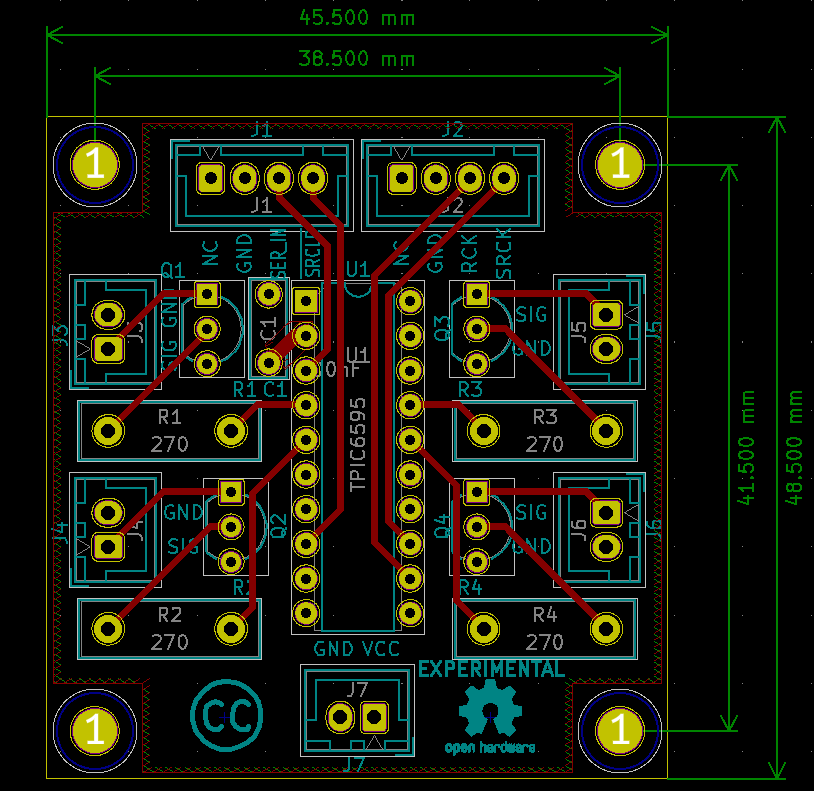 45.500 mm
38.500 mm
J1
J2
1
1
J1
J2
NC
GND
SER_IN
SRCLR
NC
GND
RCK
SRCK
Q1
U1
J3
J3
GND
SIG
C1
10nF
U1
Q3
SIG
GND
J5
J5
R1
C1
R3
R1
270
TPIC6595
R3
270
41.500 mm
48.500 mm
J4
J4
GND
SIG
Q2
Q4
SIG
GND
J6
J6
R2
R4
R2
270
R4
270
GND VCC
EXPERIMENTAL
1
CC
J7
J7
open hardware
1